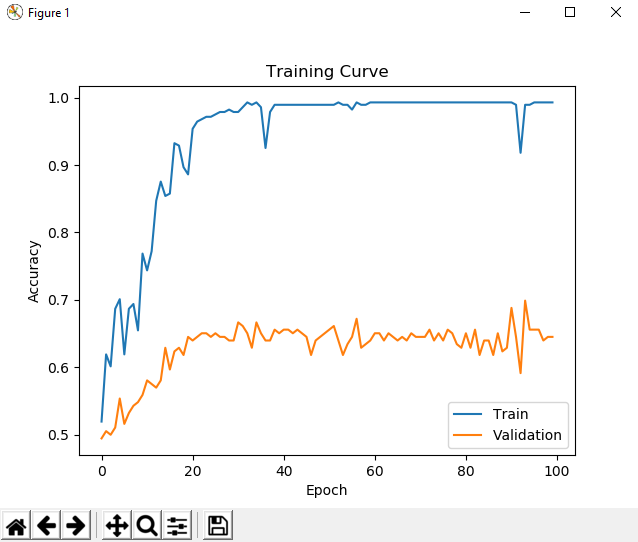 Figure 1
Training Curve
1.0
0.9
0.8
0.7
0.6
0.5
Accuracy
0 20 40 60 80 100
Epoch
Train
Validation